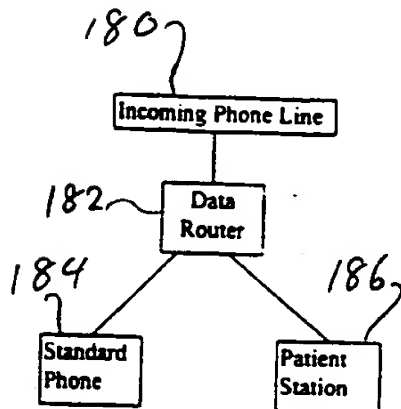 180
Incoming Phone Line
182
Data
Router
184
186
Standard
Phone
Patient
Station